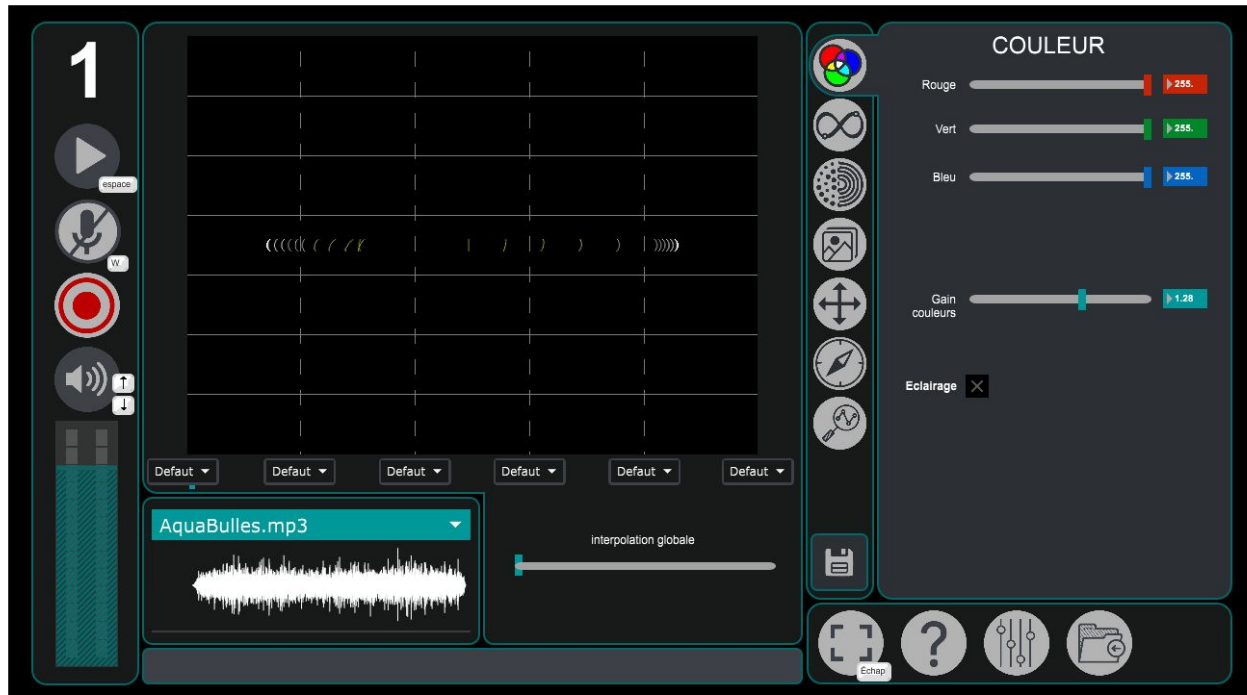 1
espace
W
↑
↓
Defaut
Defaut
Defaut
Defaut
Defaut
Defaut
AquaBulles.mp3
interpolation globale
COULEUR
Rouge
255.
Vert
255.
Bleu
255.
Gain
couleurs
1.28
Eclairage
Échap
?